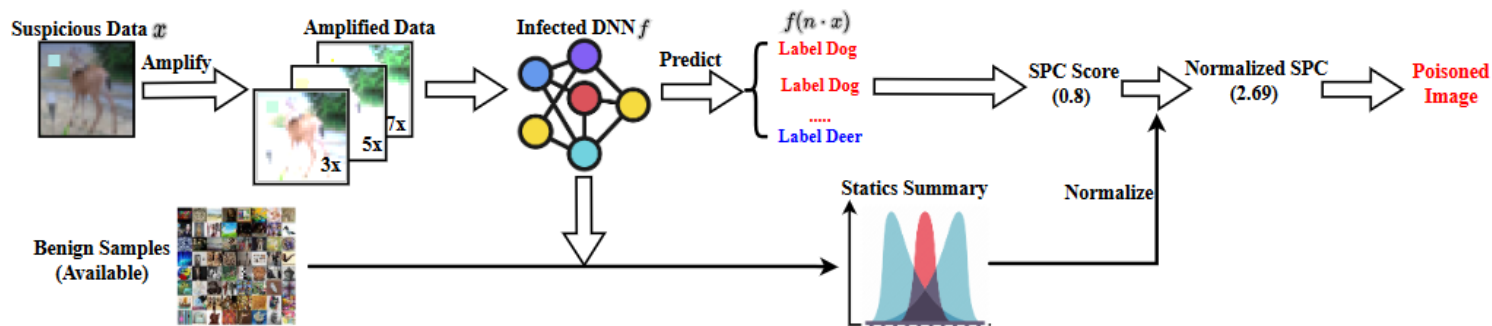 Suspicious Data x
Amplify
Amplified Data
3x
5x
7x
Infected DNN f
Predict
f(n · x)
Label Dog
Label Dog
.....
Label Deer
SPC Score
(0.8)
Normalized SPC
(2.69)
Poisoned
Image
Benign Samples
(Available)
Statics Summary
Normalize